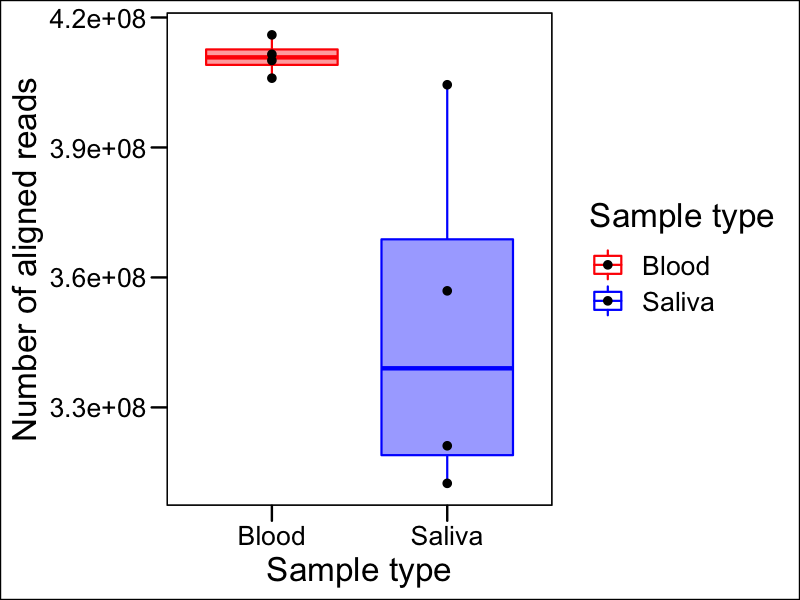 Number of aligned reads
4.2e+08
3.9e+08
3.6e+08
3.3e+08
Blood
Saliva
Sample type
Sample type
Blood
Saliva